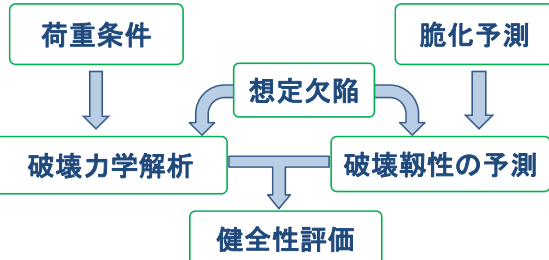 荷重条件
脆化予測
想定欠陥
破壊力学解析
破壊靱性の予測
健全性評価